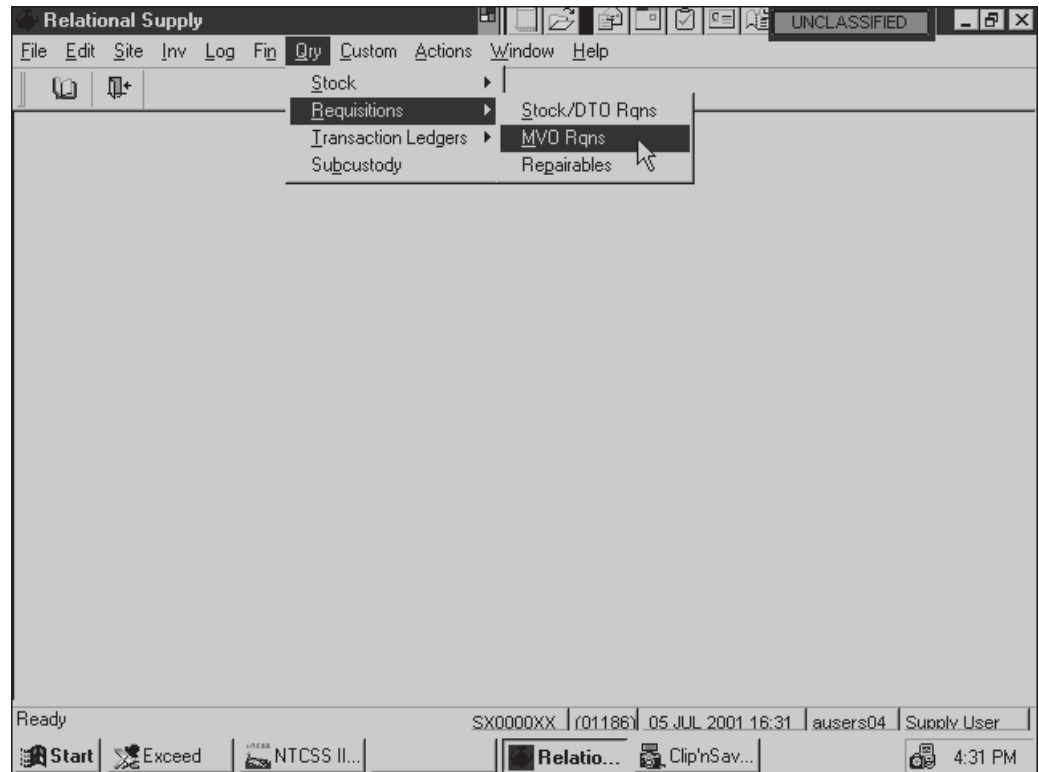 Relational Supply UNCLASSIFIED
File Edit Site Inv Log Fin Qry Custom Actions Window Help
Stock
Requisitions Stock/DTO Rqns
Transaction Ledgers MVO Rqns
Subcustody Repairables
Ready SX0000XX (01186) 05 JUL 2001 16:31 ausers04 Supply User
Start Exceed NTCSS II... Relatio... Clip'nSav... 4:31 PM